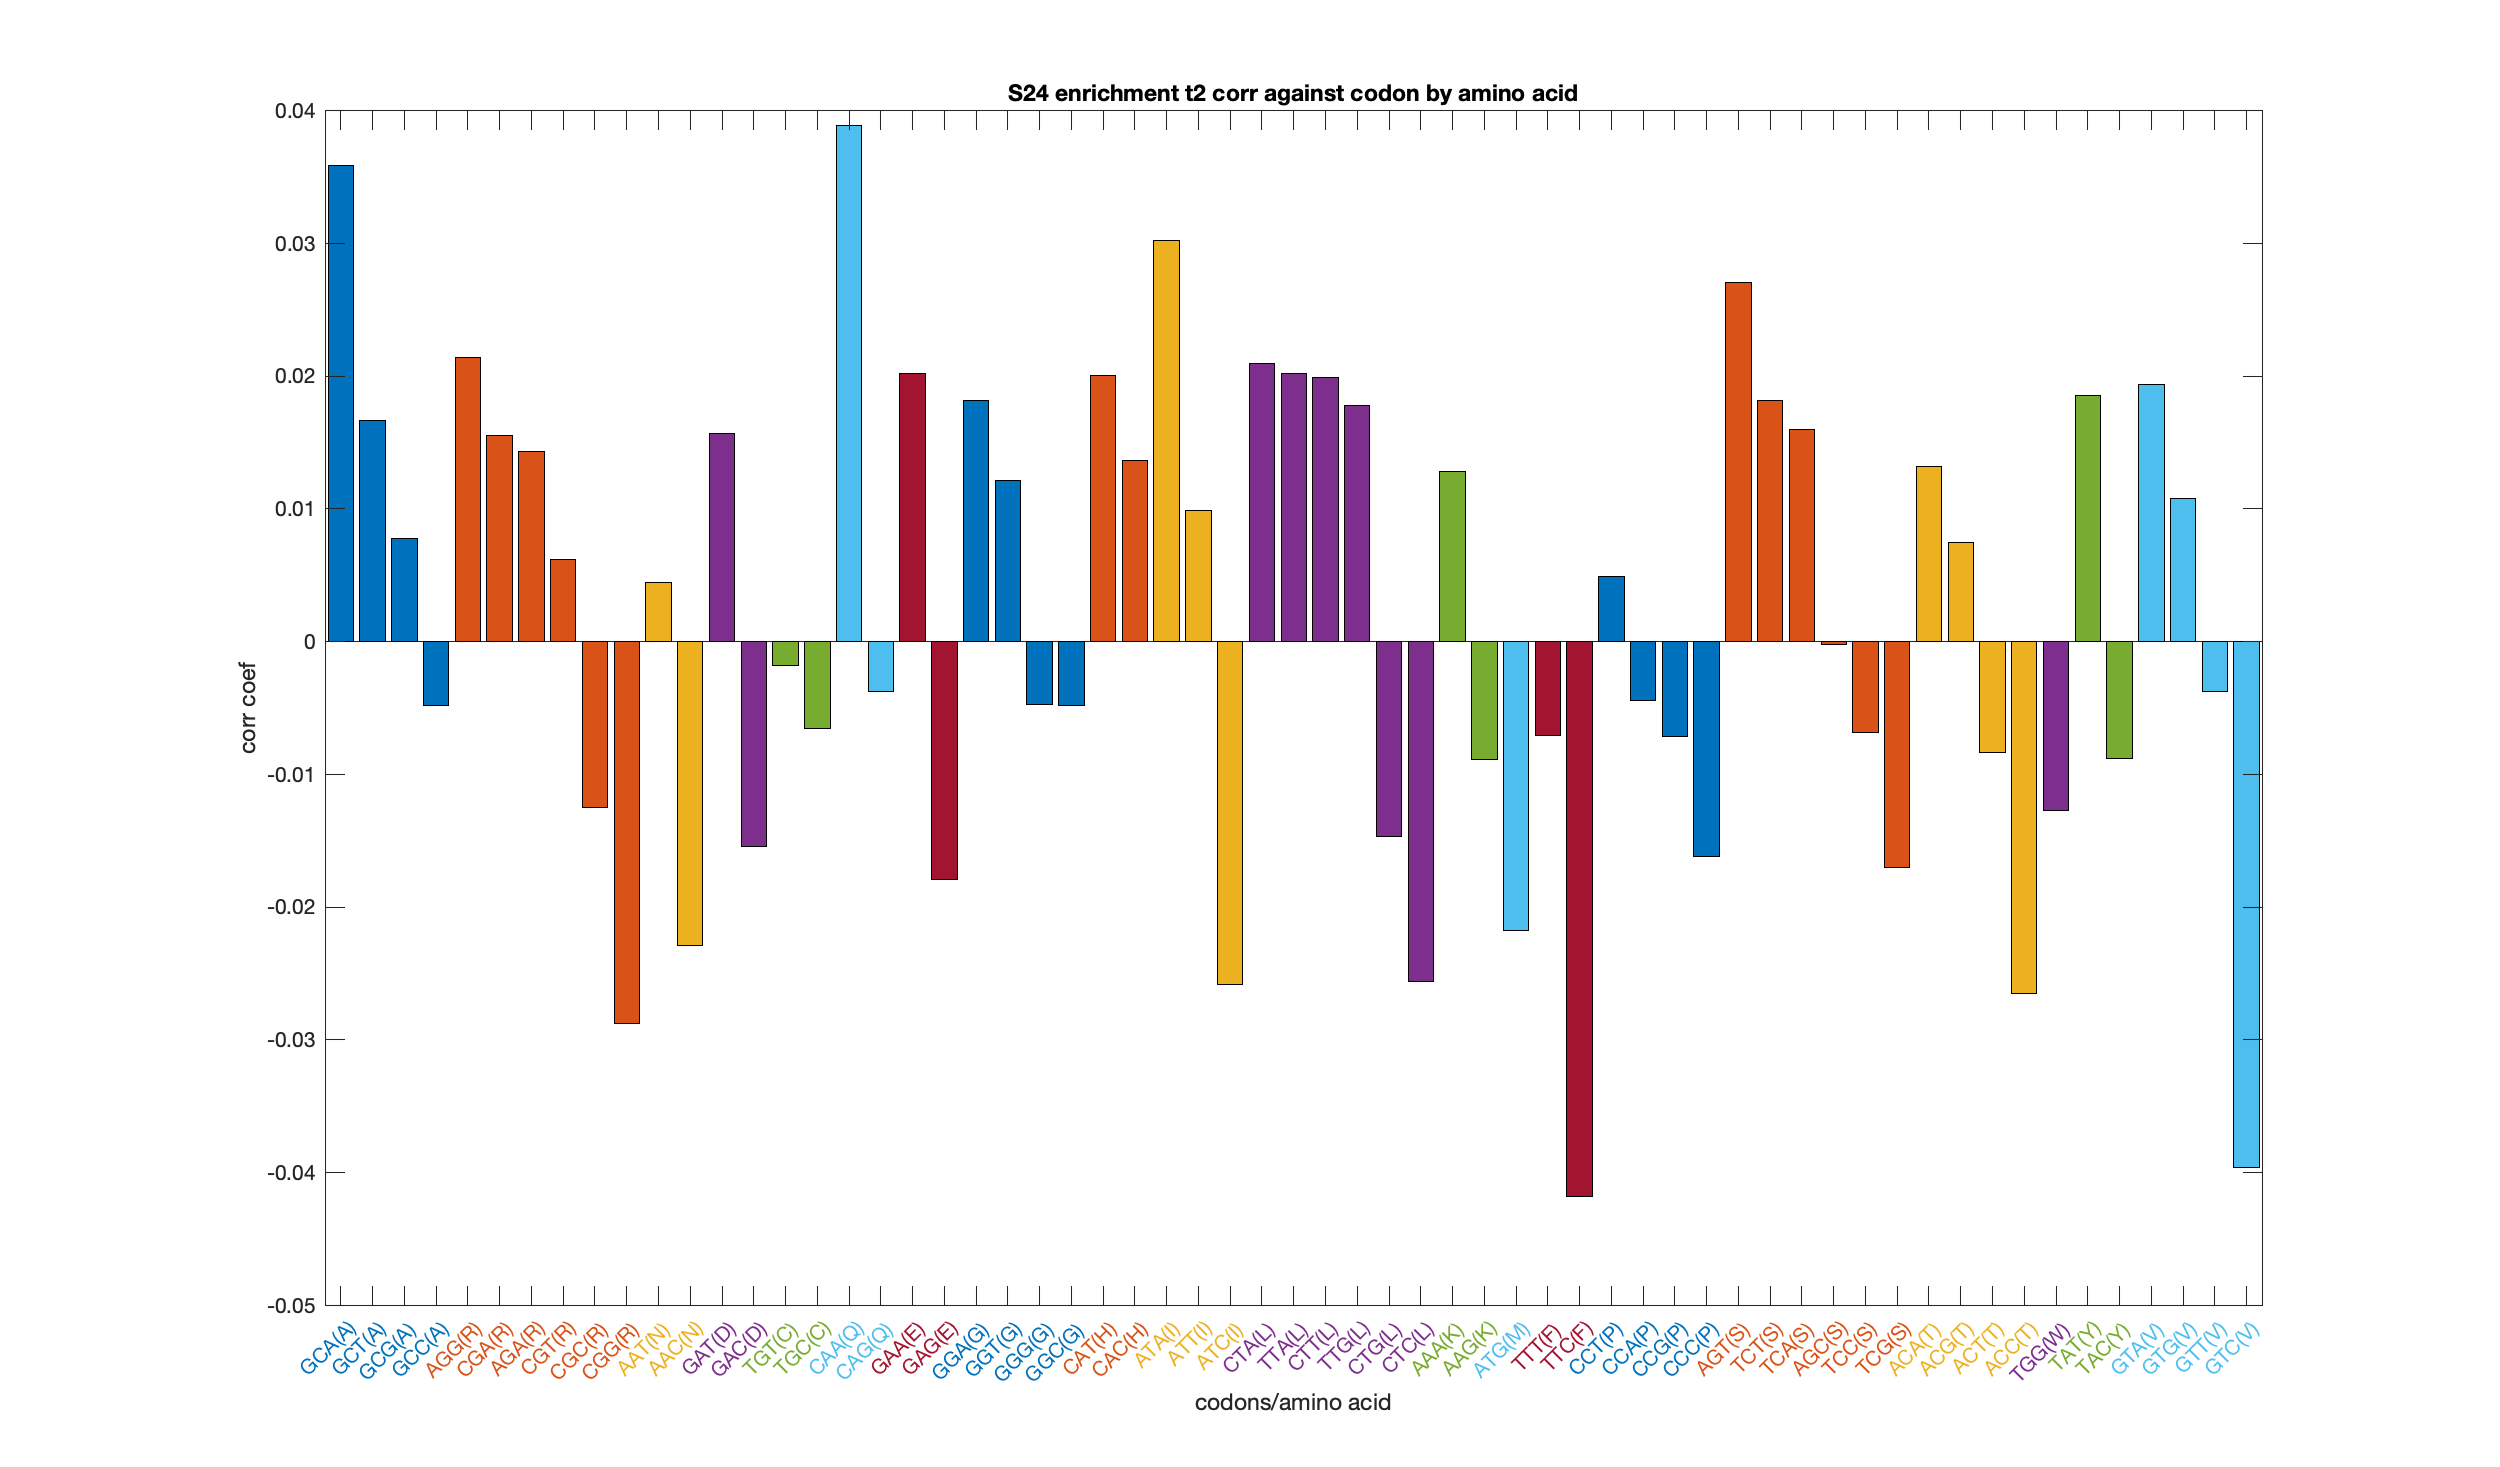 S24 enrichment t2 corr against codon by amino acid
0.04
0.03
0.02
0.01
0
-0.01
-0.02
-0.03
-0.04
-0.05
corr coef
GCA(A)
GCT(A)
GCG(A)
GCC(A)
AGG(R)
CGA(R)
AGA(R)
CGT(R)
CGC(R)
CGG(R)
AAT(N)
AAC(N)
GAT(D)
GAC(D)
TGT(C)
TGC(C)
CAA(Q)
CAG(Q)
GAA(E)
GAG(E)
GGA(G)
GGT(G)
GGG(G)
GGC(G)
CAT(H)
CAC(H)
ATA(I)
ATT(I)
ATC(I)
CTA(L)
TTA(L)
CTT(L)
TTG(L)
CTG(L)
CTC(L)
AAA(K)
AAG(K)
ATG(M)
TTT(F)
TTC(F)
CCT(P)
CCA(P)
CCG(P)
CCC(P)
AGT(S)
TCT(S)
TCA(S)
AGC(S)
TCC(S)
TCG(S)
ACA(T)
ACG(T)
ACT(T)
ACC(T)
TGG(W)
TAT(Y)
TAC(Y)
GTA(V)
GTG(V)
GTT(V)
GTC(V)
codons/amino acid